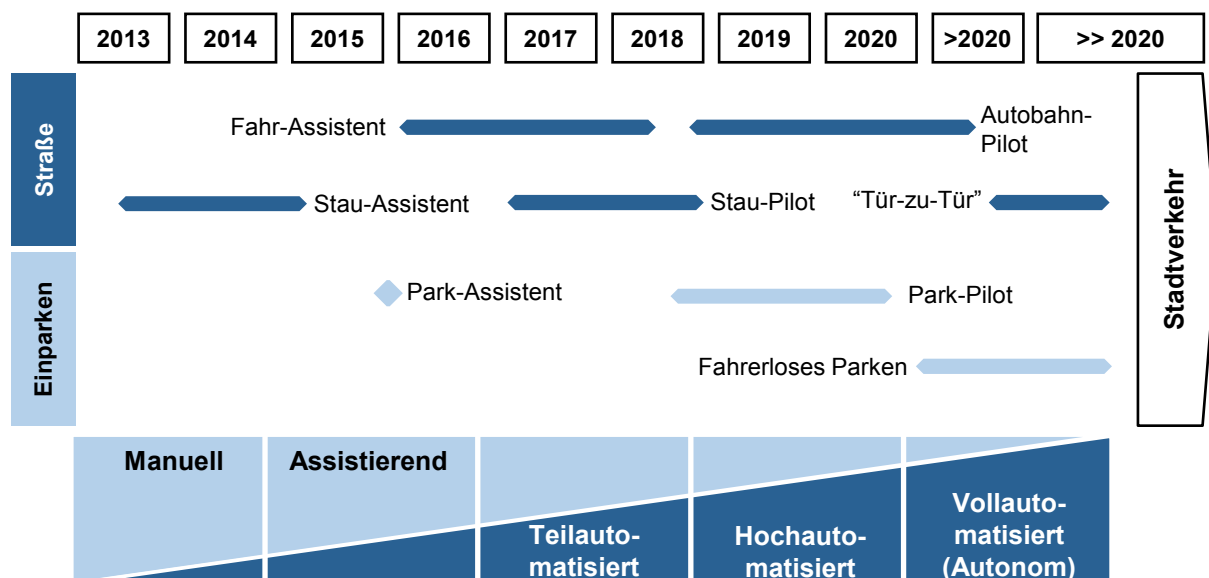 2013 2014 2015 2016 2017 2018 2019 2020 >2020 >> 2020
Straße
Fahr-Assistent
Autobahn-
Pilot
Stau-Assistent
Stau-Pilot
“Tür-zu-Tür”
Einparken
Park-Assistent
Park-Pilot
Fahrerloses Parken
Stadtverkehr
Manuell
Assistierend
Teilauto-
matisiert
Hochauto-
matisiert
Vollauto-
matisiert
(Autonom)